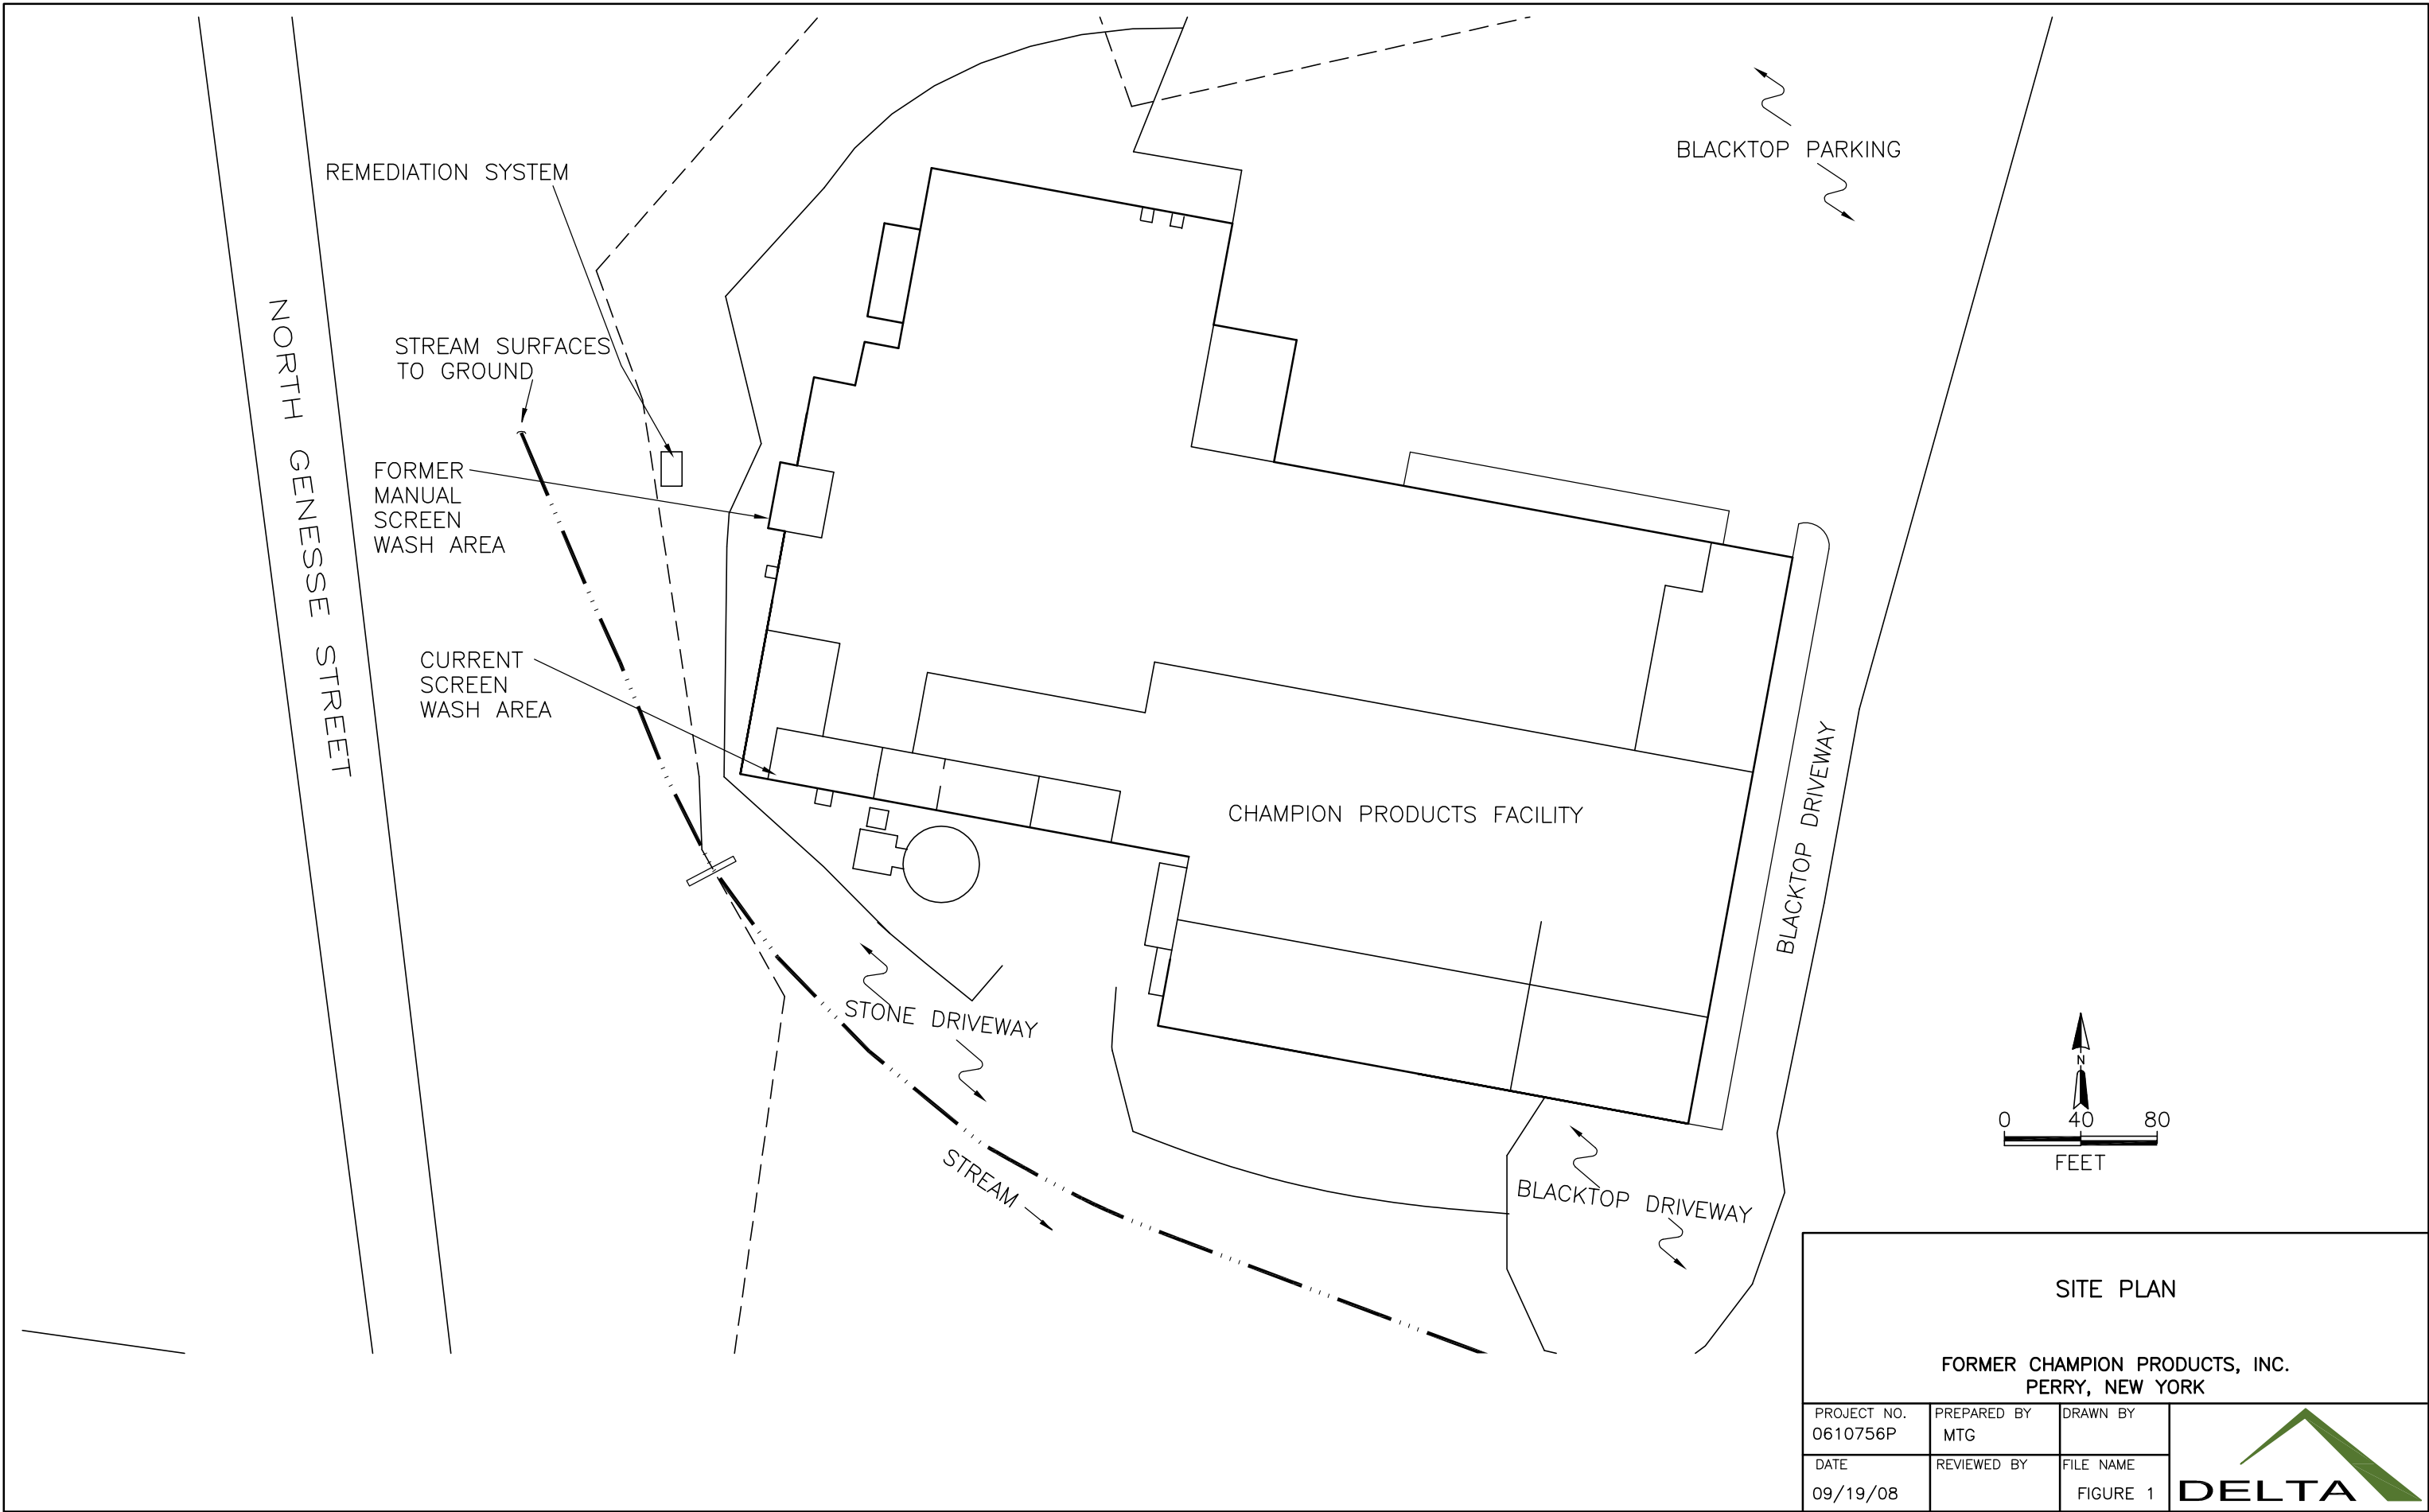 BLACKTOP PARKING
REMEDIATION SYSTEM
NORTH GENESSE STREET
STREAM SURFACES
TO GROUND
FORMER
MANUAL
SCREEN
WASH AREA
CURRENT
SCREEN
WASH AREA
CHAMPION PRODUCTS FACILITY
BLACKTOP DRIVEWAY
STONE DRIVEWAY
STREAM
BLACKTOP DRIVEWAY
N
0 40 80
FEET
SITE PLAN
FORMER CHAMPION PRODUCTS, INC.
PERRY, NEW YORK
PROJECT NO.
0610756P
PREPARED BY
MTG
DRAWN BY
DATE
09/19/08
REVIEWED BY
FILE NAME
FIGURE 1
DELTA